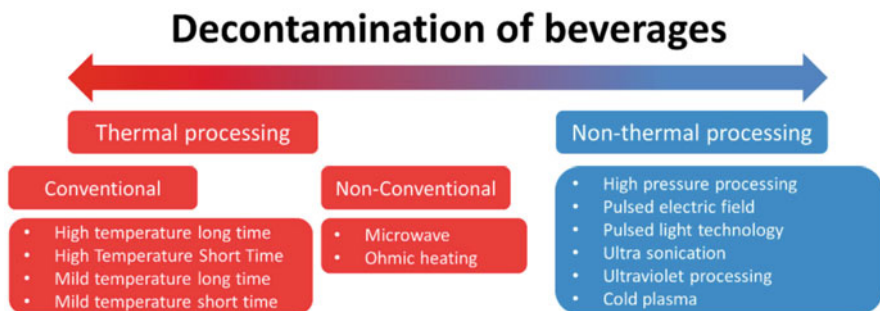 Decontamination of beverages
Thermal processing
Non-thermal processing
Conventional
Non-Conventional
• High temperature long time
• High Temperature Short Time
• Mild temperature long time
• Mild temperature short time
• Microwave
• Ohmic heating
• High pressure processing
• Pulsed electric field
• Pulsed light technology
• Ultra sonication
• Ultraviolet processing
• Cold plasma